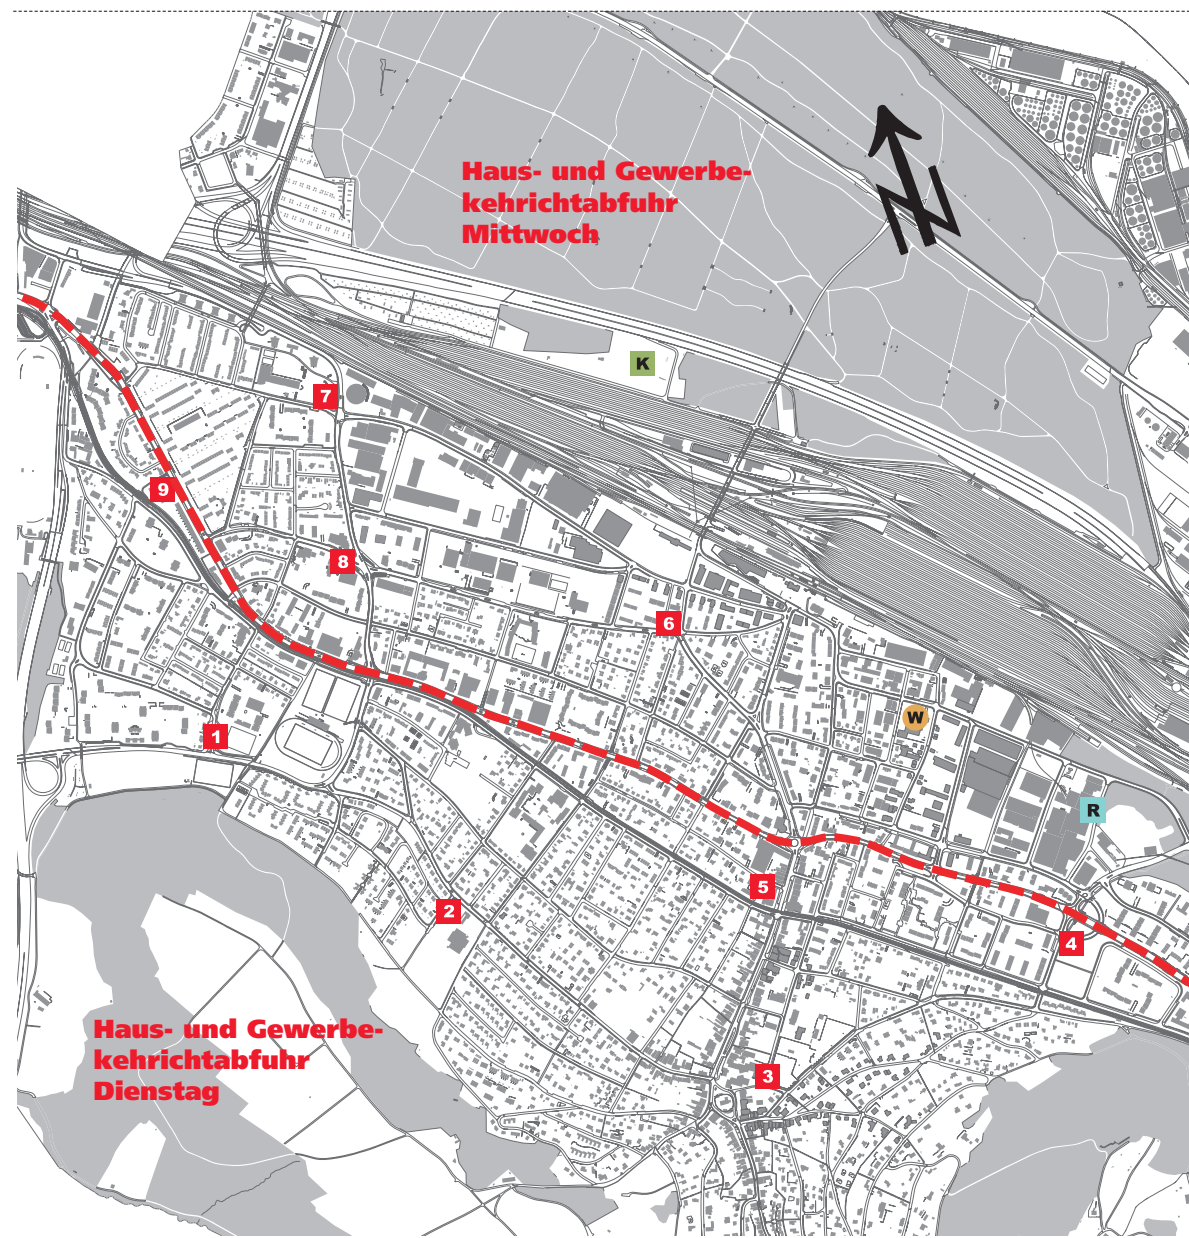 Haus- und Gewerbe-
kehrichtabfuhr
Mittwoch
N
K
7
9
8
6
W
1
R
5
2
4
Haus- und Gewerbe-
kehrichtabfuhr
Dienstag
3